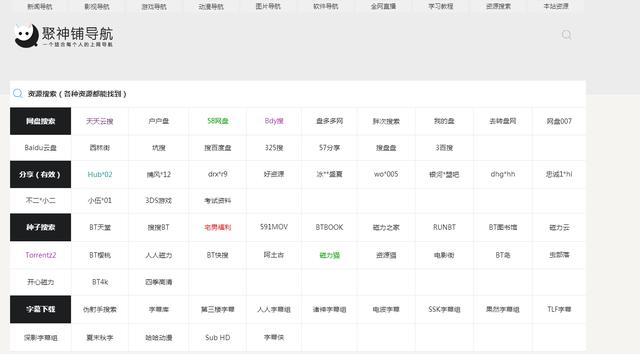 新闻导航 影视导航 游戏导航 动漫导航 图片导航 软件导航 全网直播 学习教程 资源搜索 本站资源
聚神铺导航
一个适合每个人的上网导航
资源搜索（各种资源都能找到）
网盘搜索 天天云搜 户户盘 58网盘 Bdy搜 盘多多网 胖次搜索 我的盘 去转盘网 网盘007
Baidu云盘 西林街 坑搜 搜百度盘 325搜 57分享 搜盘盘 3百搜
分享（有效） Hub*02 捕风*12 drx*r9 好资源 冰**盛夏 wo*005 银河*盟吧 dhg*hh 忠诚1*hi
不二*小二 小伍*01 3DS游戏 考试资料
种子搜索 BT天堂 搜搜BT 宅男福利 591MOV BTBOOK 磁力之家 RUNBT BT图书馆 磁力云
Torrentz2 BT樱桃 人人磁力 BT快搜 阿土古 磁力猫 资源猫 电影街 BT岛 虫部落
开心磁力 BT4k 四季高清
字幕下载 伪射手搜索 字幕库 第三楼字幕 人人字幕组 诸神字幕组 电波字幕 SSK字幕组 果然字幕组 TLF字幕
深影字幕组 夏末秋字 哈哈动漫 Sub HD 字幕侠